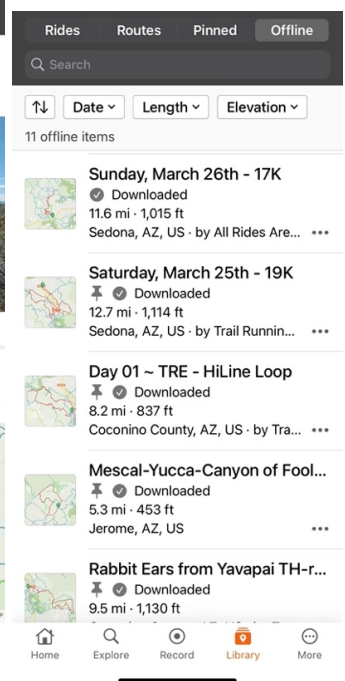 Rides Routes Pinned Offline
Search
Date Length Elevation
11 offline items
Sunday, March 26th - 17K
Downloaded
11.6 mi · 1,015 ft
Sedona, AZ, US · by All Rides Are...
Saturday, March 25th - 19K
Downloaded
12.7 mi · 1,114 ft
Sedona, AZ, US · by Trail Runnin...
Day 01 ~ TRE - HiLine Loop
Downloaded
8.2 mi · 837 ft
Coconino County, AZ, US · by Tra...
Mescal-Yucca-Canyon of Fool...
Downloaded
5.3 mi · 453 ft
Jerome, AZ, US
Rabbit Ears from Yavapai TH-r...
Downloaded
9.5 mi · 1,130 ft
Home Explore Record Library More